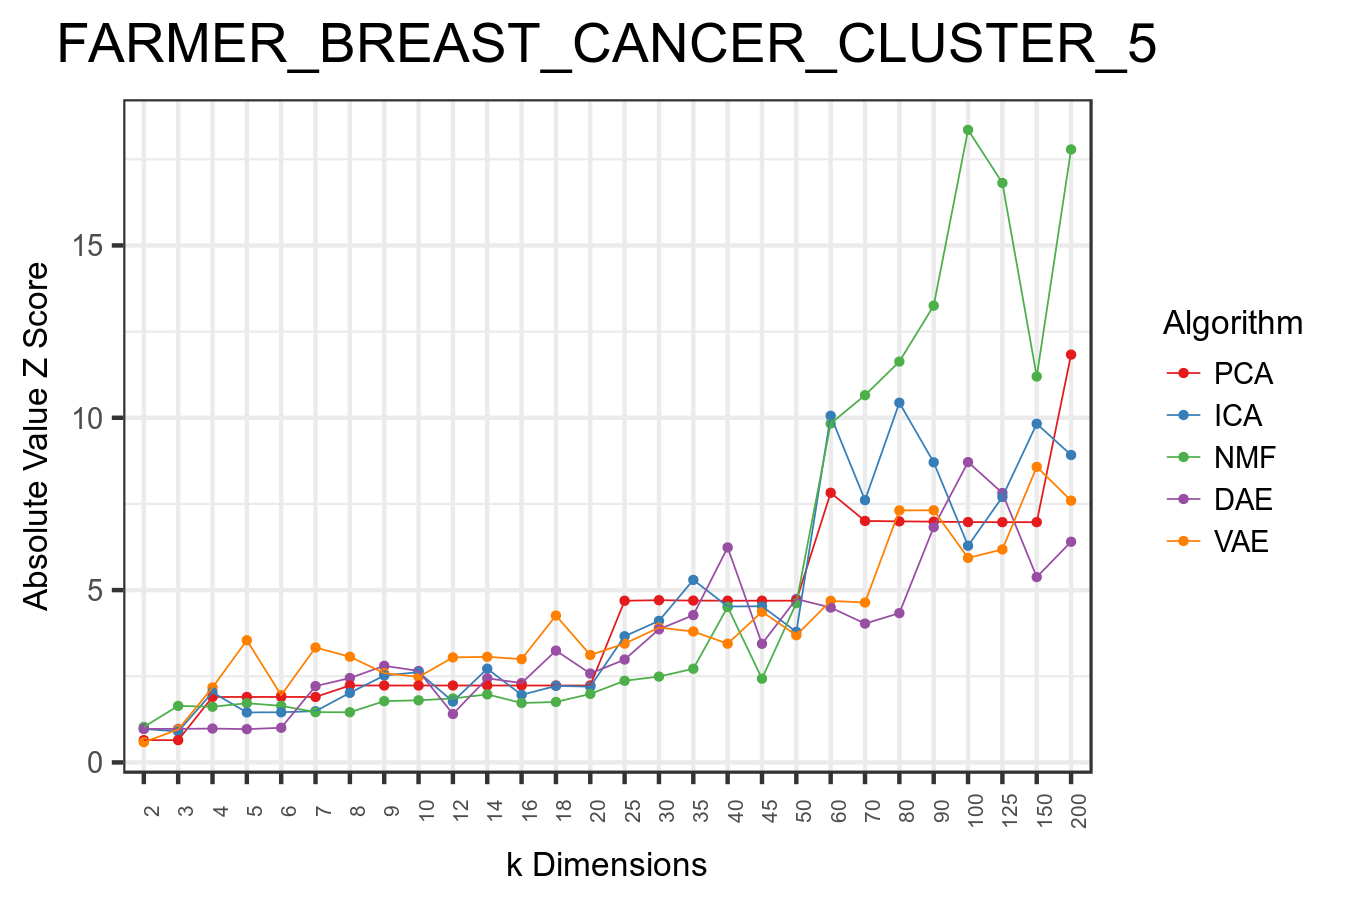 FARMER_BREAST_CANCER_CLUSTER_5
Absolute Value Z Score
15
10
5
0
2 3 4 5 6 7 8 9 10 12 14 16 18 20 25 30 35 40 45 50 60 70 80 90 100 125 150 200
k Dimensions
Algorithm
PCA
ICA
NMF
DAE
VAE